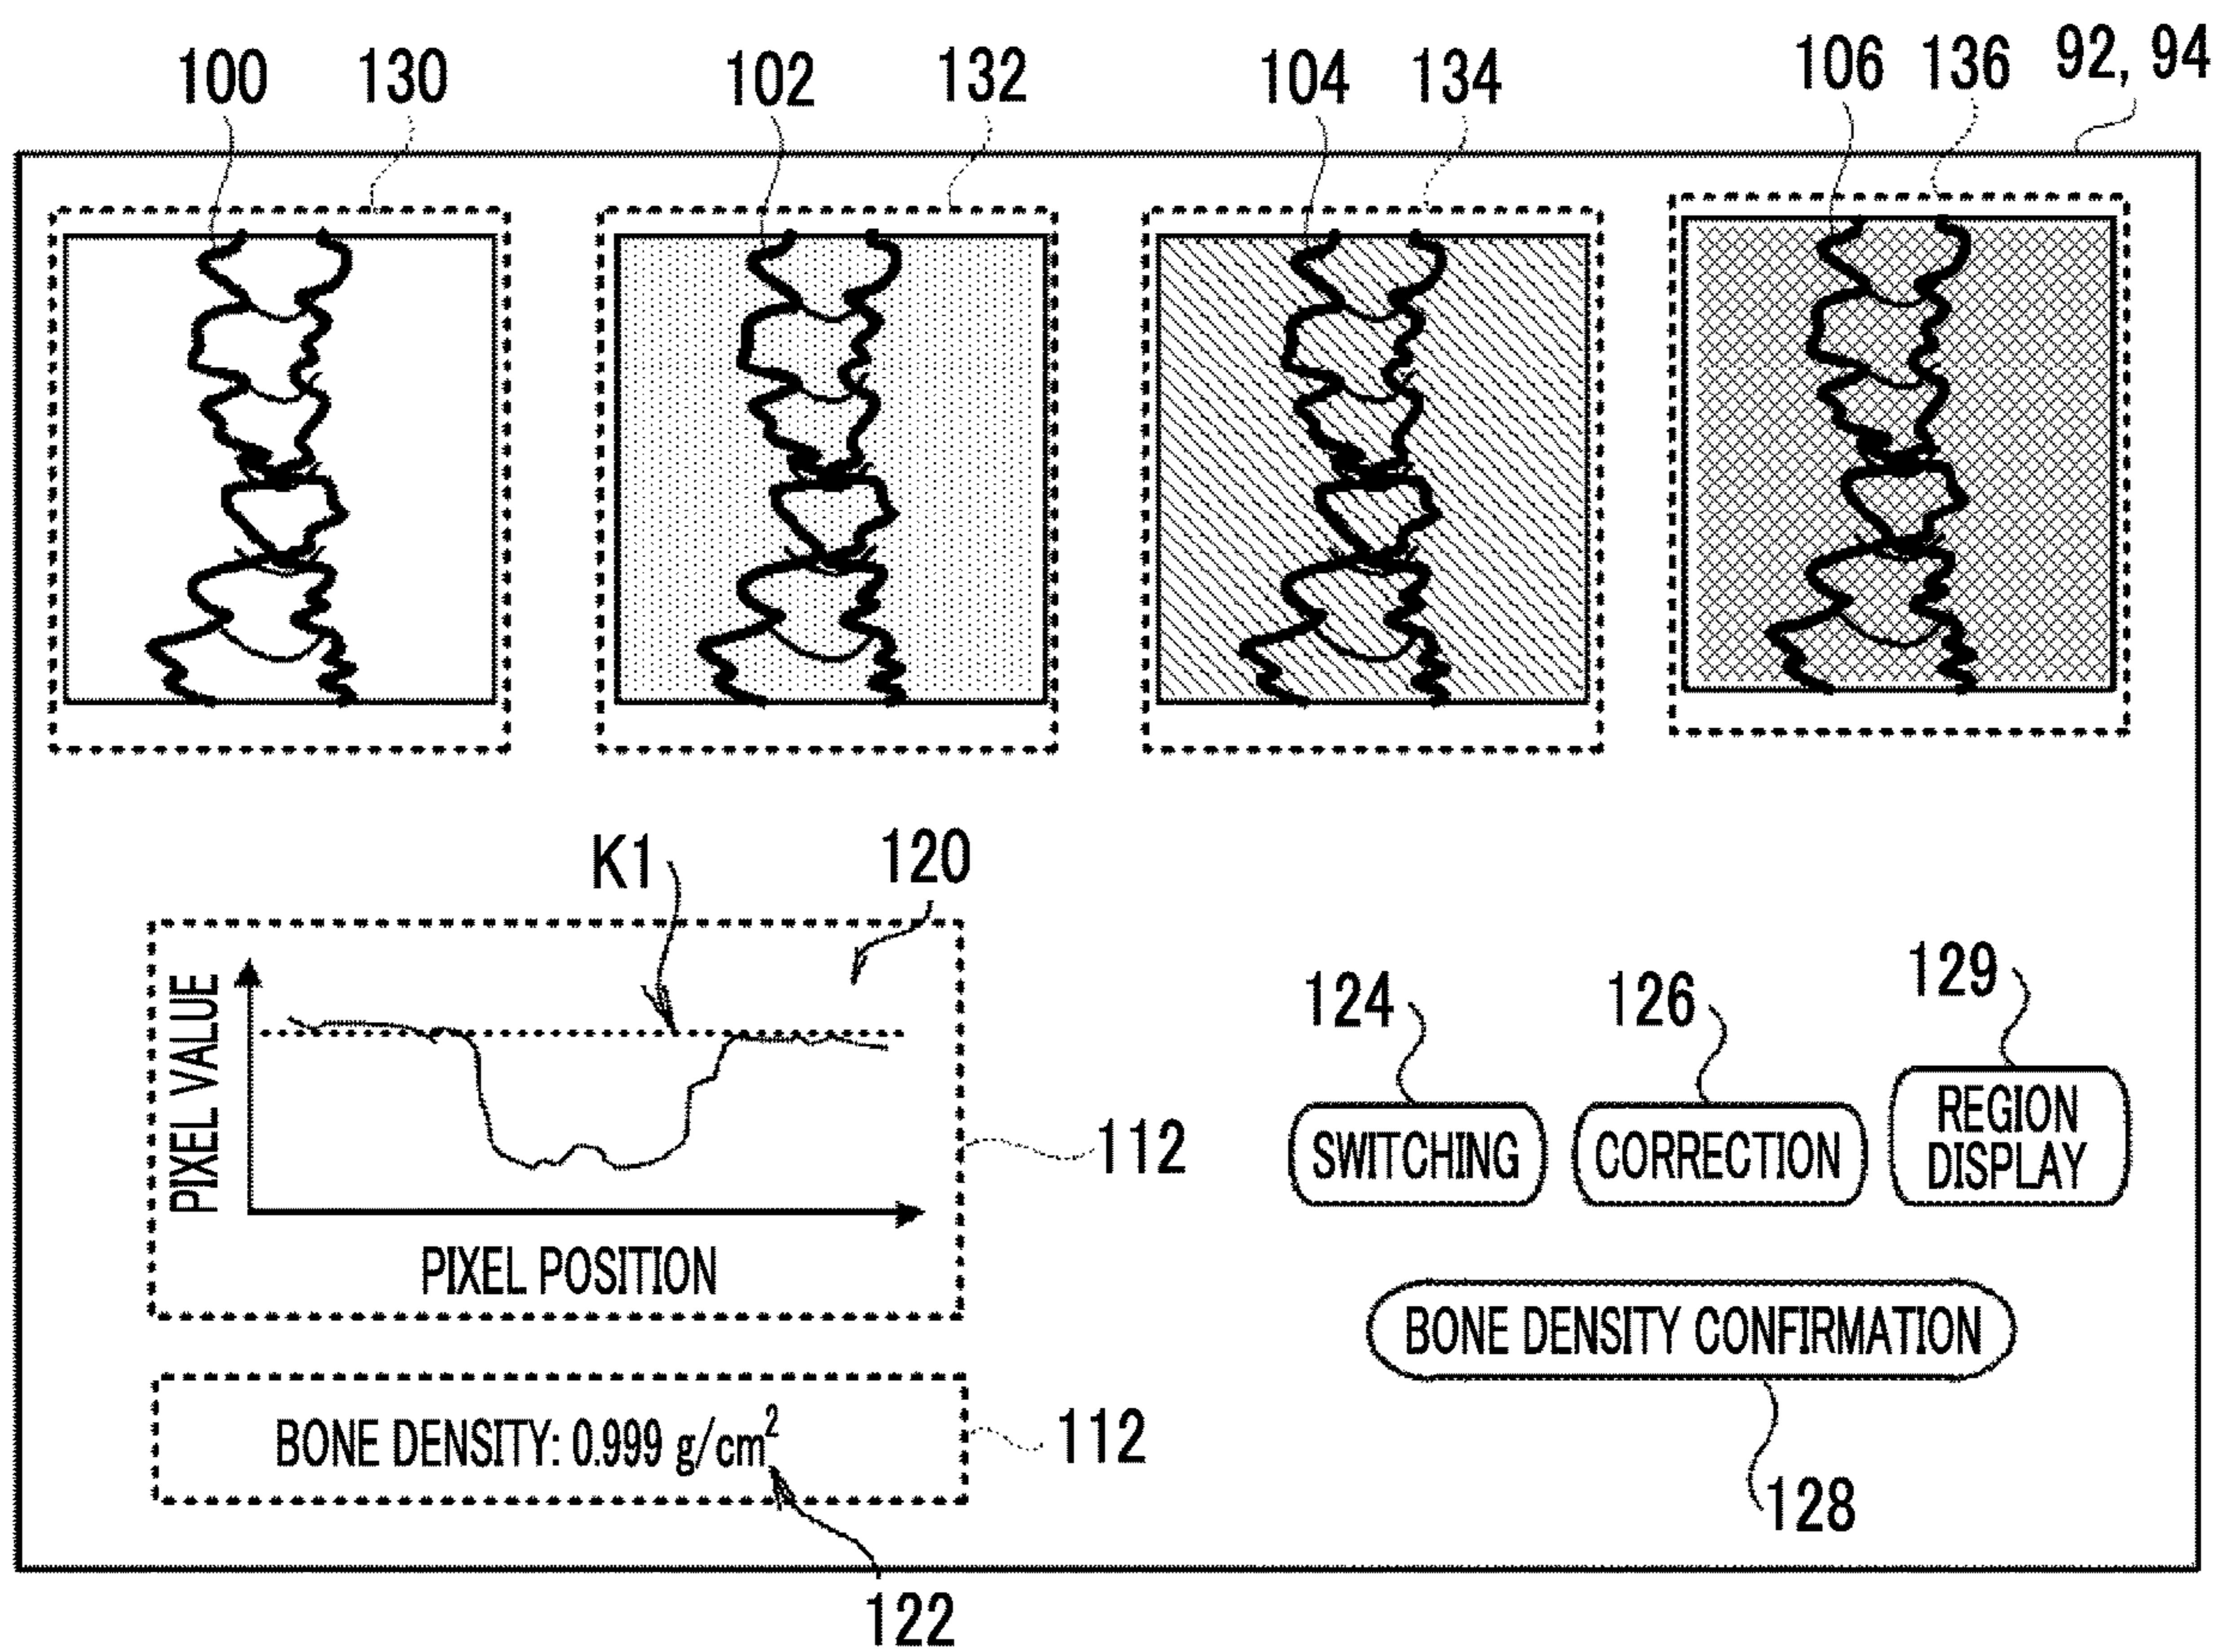 100 130 102 132 104 134 106 136 92, 94
K1 120
PIXEL VALUE
PIXEL POSITION
112
124 126 129
SWITCHING
CORRECTION
REGION
DISPLAY
BONE DENSITY CONFIRMATION
128
BONE DENSITY: 0.999 g/cm²
112
122